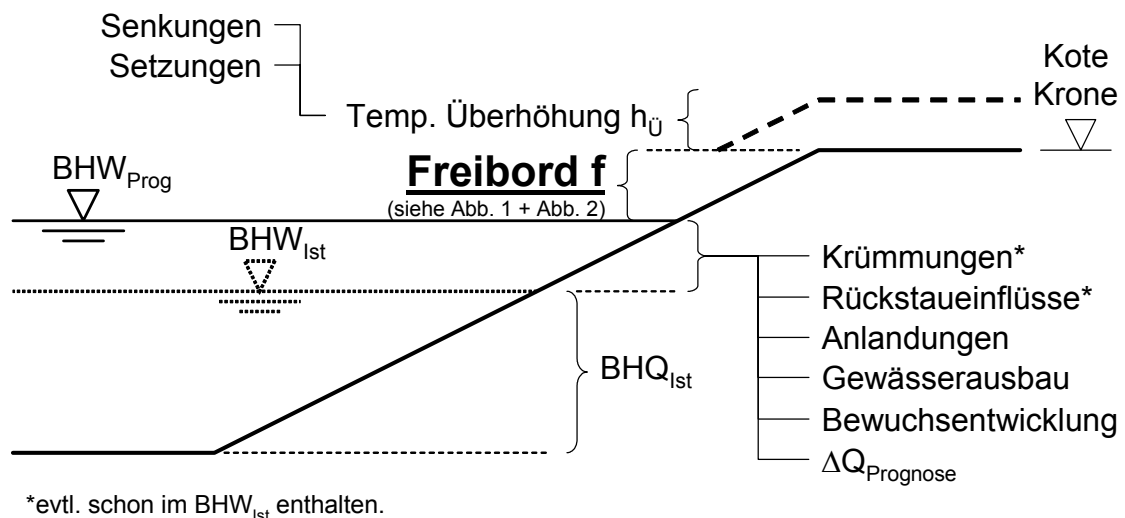 Senkungen
Setzungen
Temp. Überhöhung hÜ
Kote
Krone
Freibord f
(siehe Abb. 1 + Abb. 2)
BHWProg
BHWIst
Krümmungen*
Rückstaueinflüsse*
Anlandungen
Gewässerausbau
Bewuchsentwicklung
ΔQPrognose
BHQIst
*evtl. schon im BHWIst enthalten.